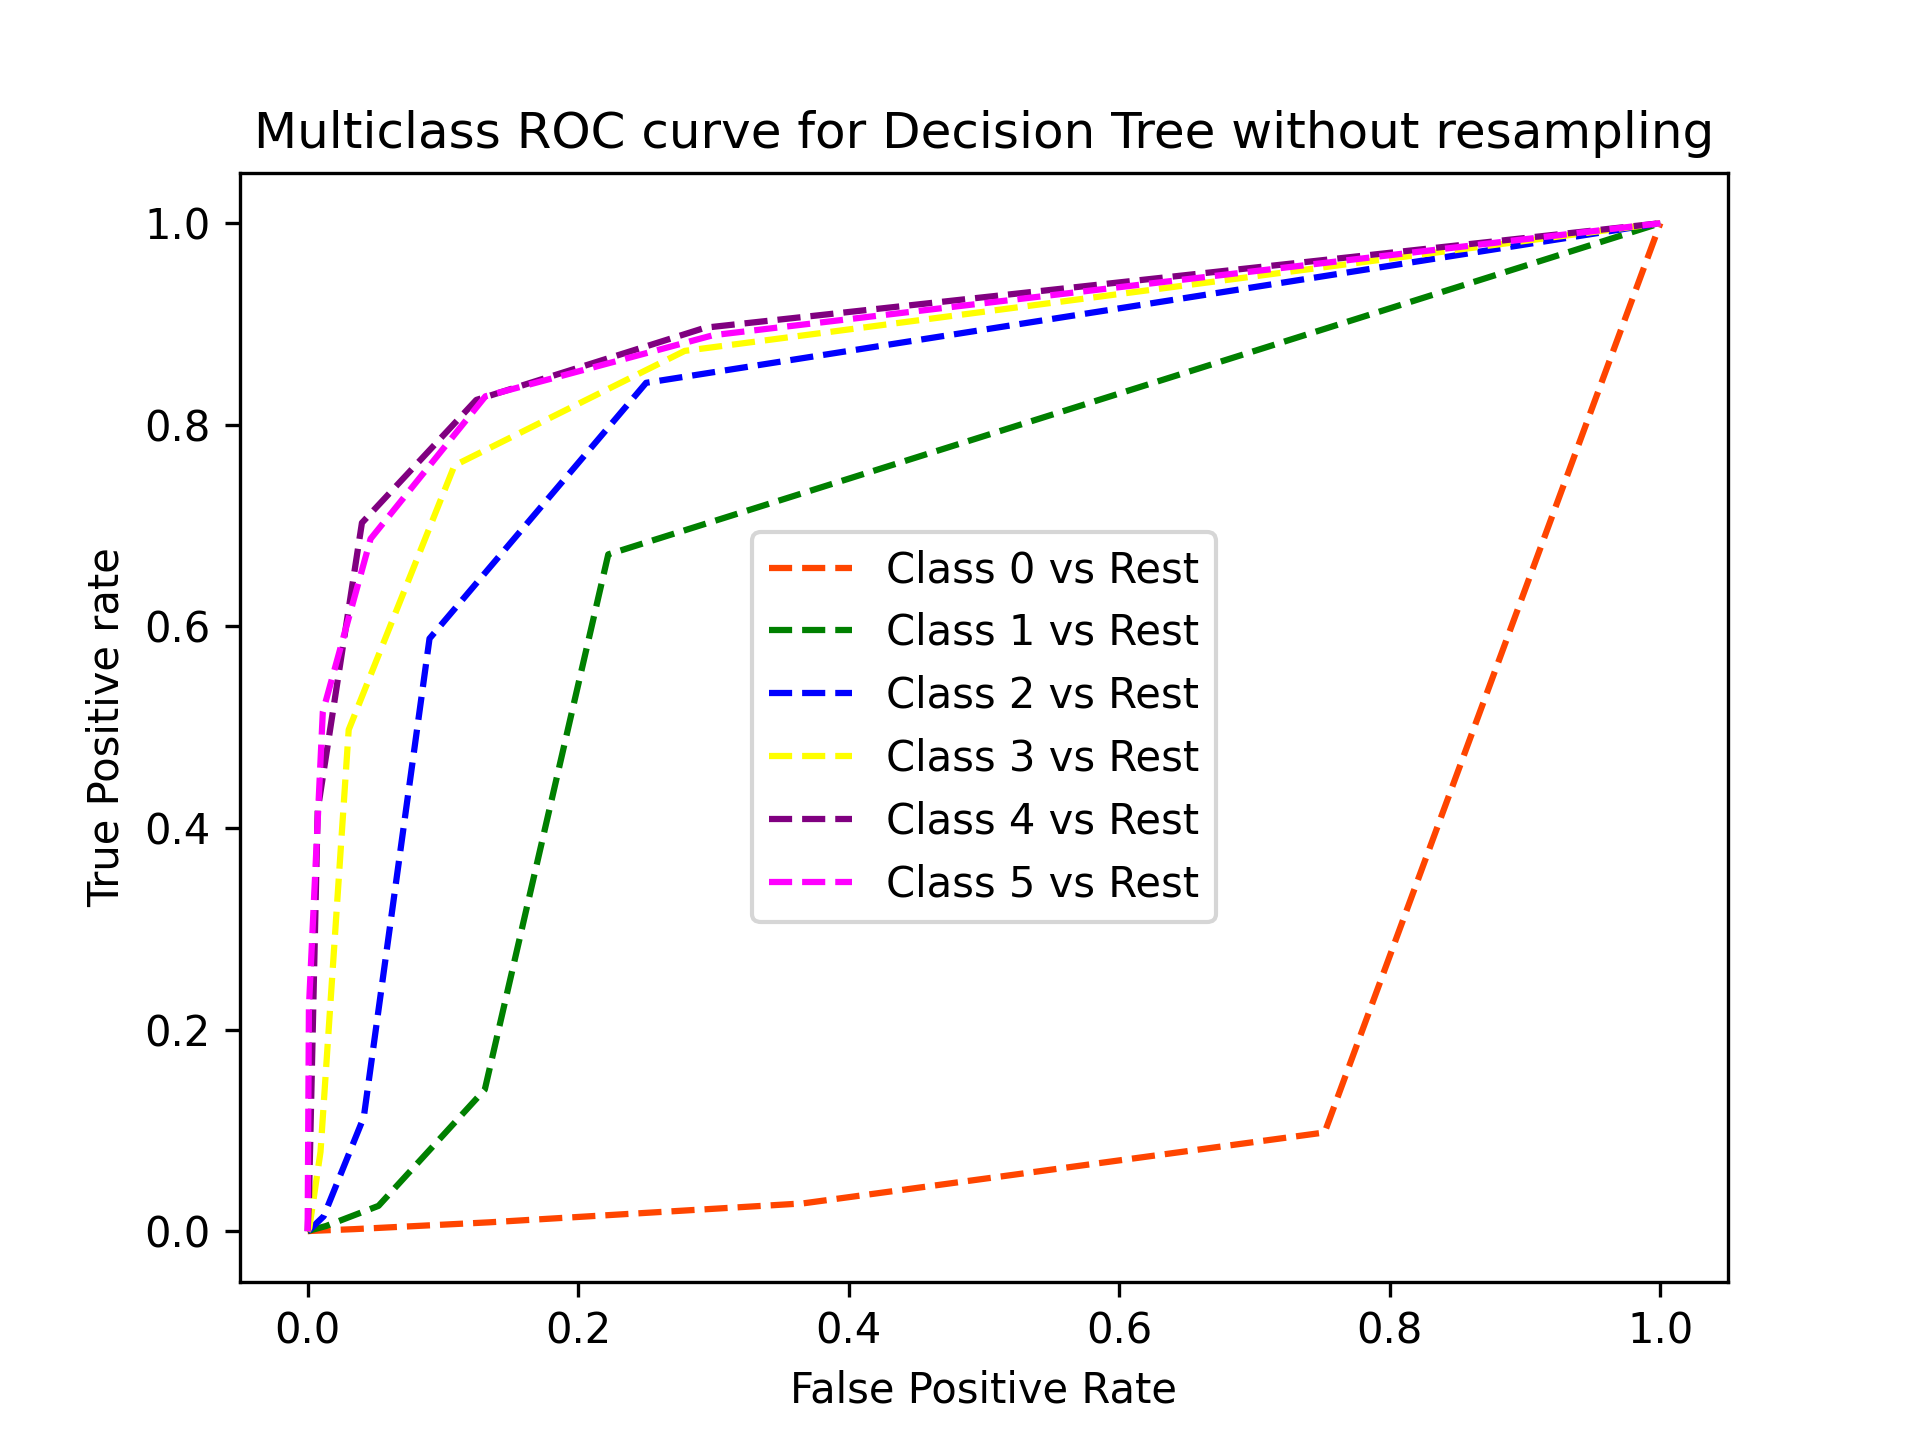 Multiclass ROC curve for Decision Tree without resampling
1.0
0.8
0.6
0.4
0.2
0.0
True Positive rate
Class 0 vs Rest
Class 1 vs Rest
Class 2 vs Rest
Class 3 vs Rest
Class 4 vs Rest
Class 5 vs Rest
0.0 0.2 0.4 0.6 0.8 1.0
False Positive Rate